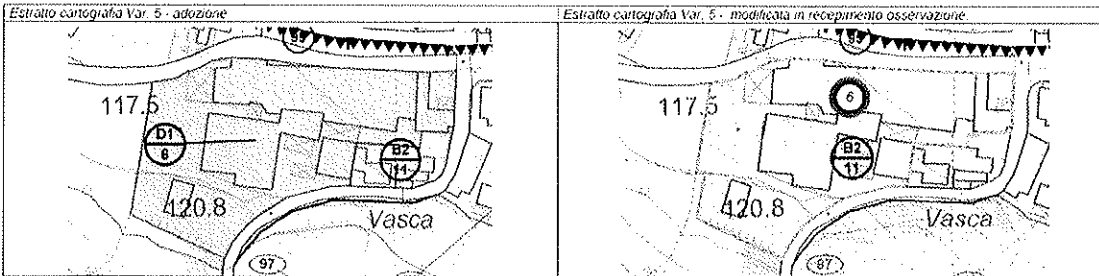 Estratto cartografia Var. 5 - adozione
Estratto cartografia Var. 5 - modificata in recepimento osservazione
117.5
D1
B2
11
120.8
Vasca
97
117.5
6
B2
11
120.8
Vasca
97